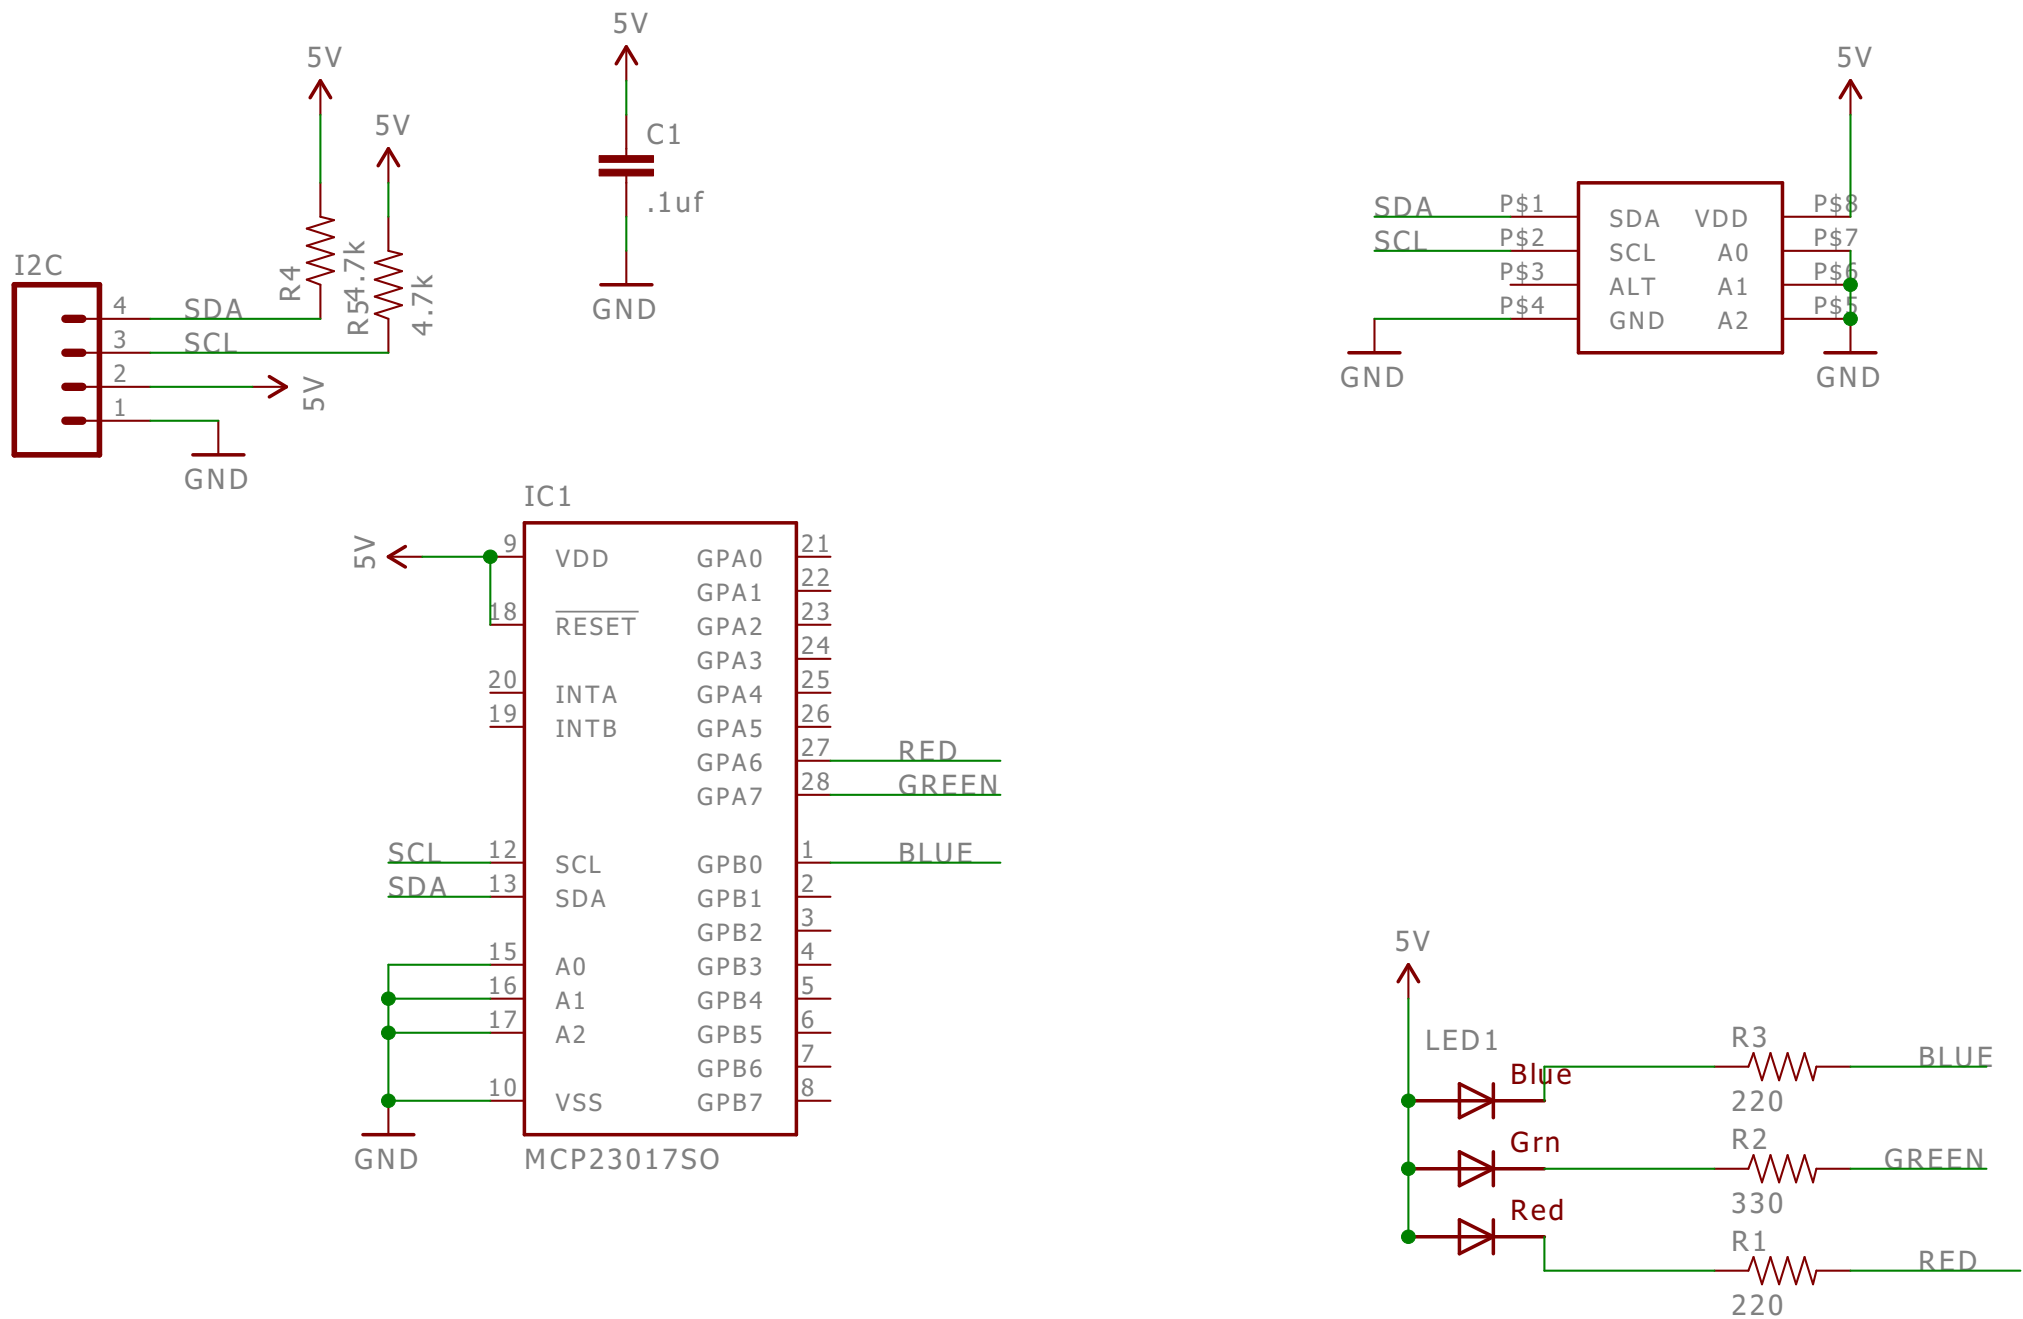 5V
5V
5V
I2C
4
3
2
1
SDA
SCL
5V
GND
R4
4.7k
R5
4.7k
C1
.1uf
GND
5V
P$1
P$2
P$3
P$4
SDA
SCL
SDA
SCL
ALT
GND
VDD
A0
A1
A2
P$8
P$7
P$6
P$5
GND
GND
IC1
5V
9 VDD GPA0 21
GPA1 22
18 RESET GPA2 23
GPA3 24
20 INTA GPA4 25
19 INTB GPA5 26
GPA6 27 RED
GPA7 28 GREEN
SCL 12 SCL GPB0 1 BLUE
SDA 13 SDA GPB1 2
GPB2 3
15 A0 GPB3 4
16 A1 GPB4 5
17 A2 GPB5 6
GPB6 7
10 VSS GPB7 8
GND
MCP23017SO
5V
LED1
Blue
R3
220
BLUE
Grn
R2
330
GREEN
Red
R1
220
RED